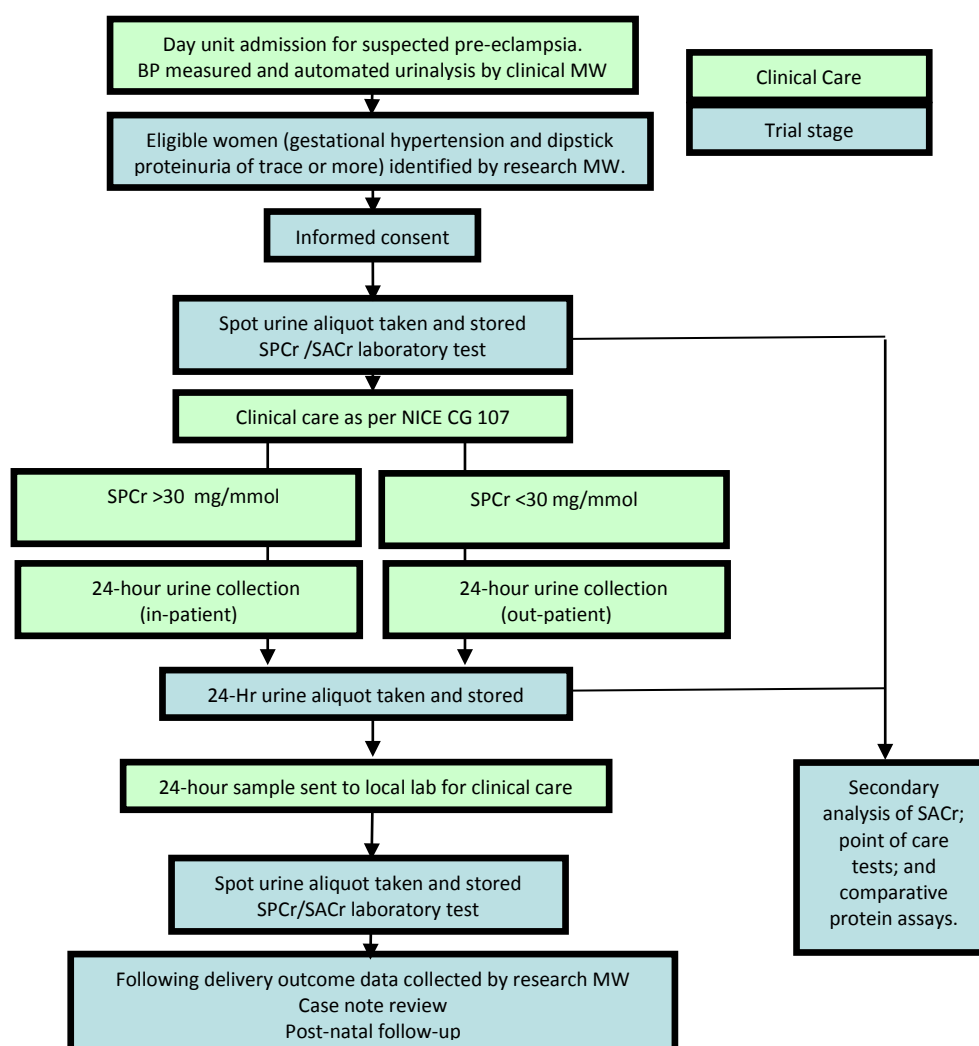 Day unit admission for suspected pre-eclampsia.
BP measured and automated urinalysis by clinical MW
Clinical Care
Trial stage
Eligible women (gestational hypertension and dipstick
proteinuria of trace or more) identified by research MW.
Informed consent
Spot urine aliquot taken and stored
SPCr /SACr laboratory test
Clinical care as per NICE CG 107
SPCr >30  mg/mmol
SPCr <30 mg/mmol
24-hour urine collection
(in-patient)
24-hour urine collection
(out-patient)
24-Hr urine aliquot taken and stored
24-hour sample sent to local lab for clinical care
Secondary
analysis of SACr;
point of care
tests; and
comparative
protein assays.
Spot urine aliquot taken and stored
SPCr/SACr laboratory test
Following delivery outcome data collected by research MW
Case note review
Post-natal follow-up